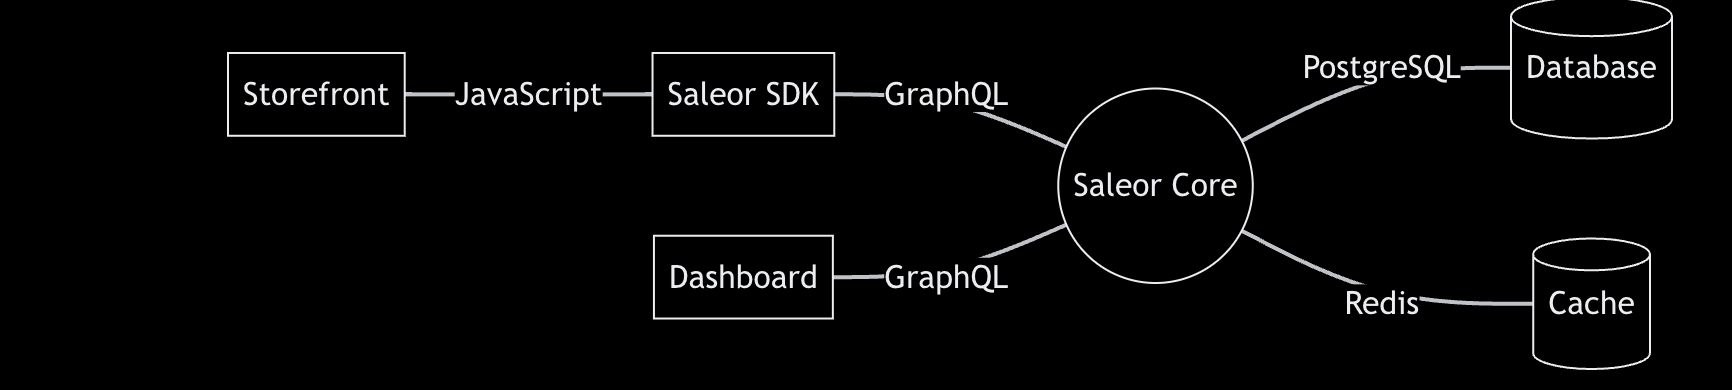 Storefront
JavaScript
Saleor SDK
GraphQL
PostgreSQL
Database
Saleor Core
Dashboard
GraphQL
Redis
Cache